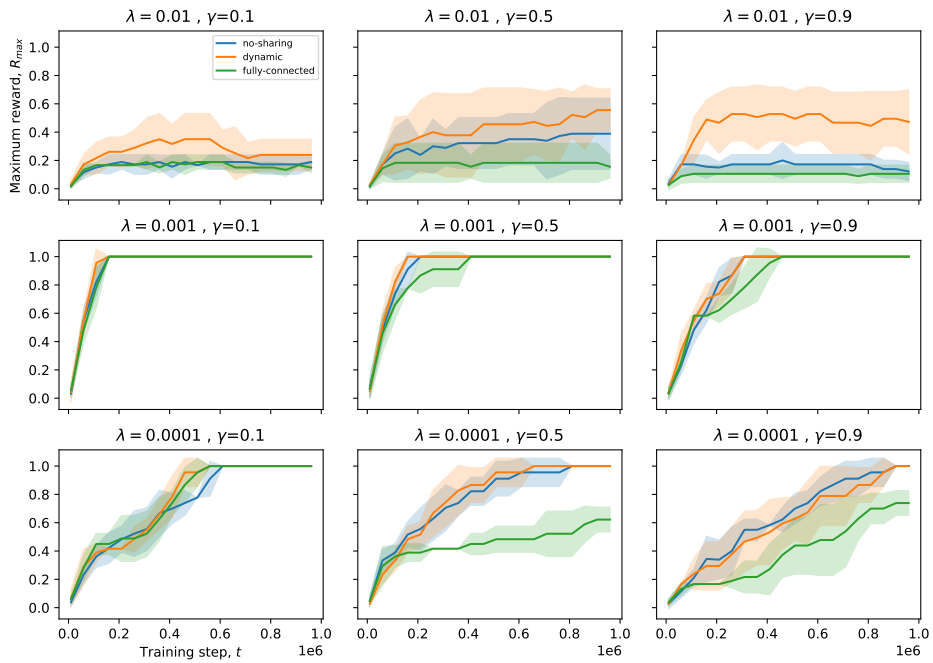 λ = 0.01 , γ=0.1
λ = 0.01 , γ=0.5
λ = 0.01 , γ=0.9
no-sharing
dynamic
fully-connected
Maximum reward, Rmax
1.0
0.8
0.6
0.4
0.2
0.0
λ = 0.001 , γ=0.1
λ = 0.001 , γ=0.5
λ = 0.001 , γ=0.9
1.0
0.8
0.6
0.4
0.2
0.0
λ = 0.0001 , γ=0.1
λ = 0.0001 , γ=0.5
λ = 0.0001 , γ=0.9
1.0
0.8
0.6
0.4
0.2
0.0
0.0 0.2 0.4 0.6 0.8 1.0
1e6
Training step, t
0.0 0.2 0.4 0.6 0.8 1.0
1e6
0.0 0.2 0.4 0.6 0.8 1.0
1e6